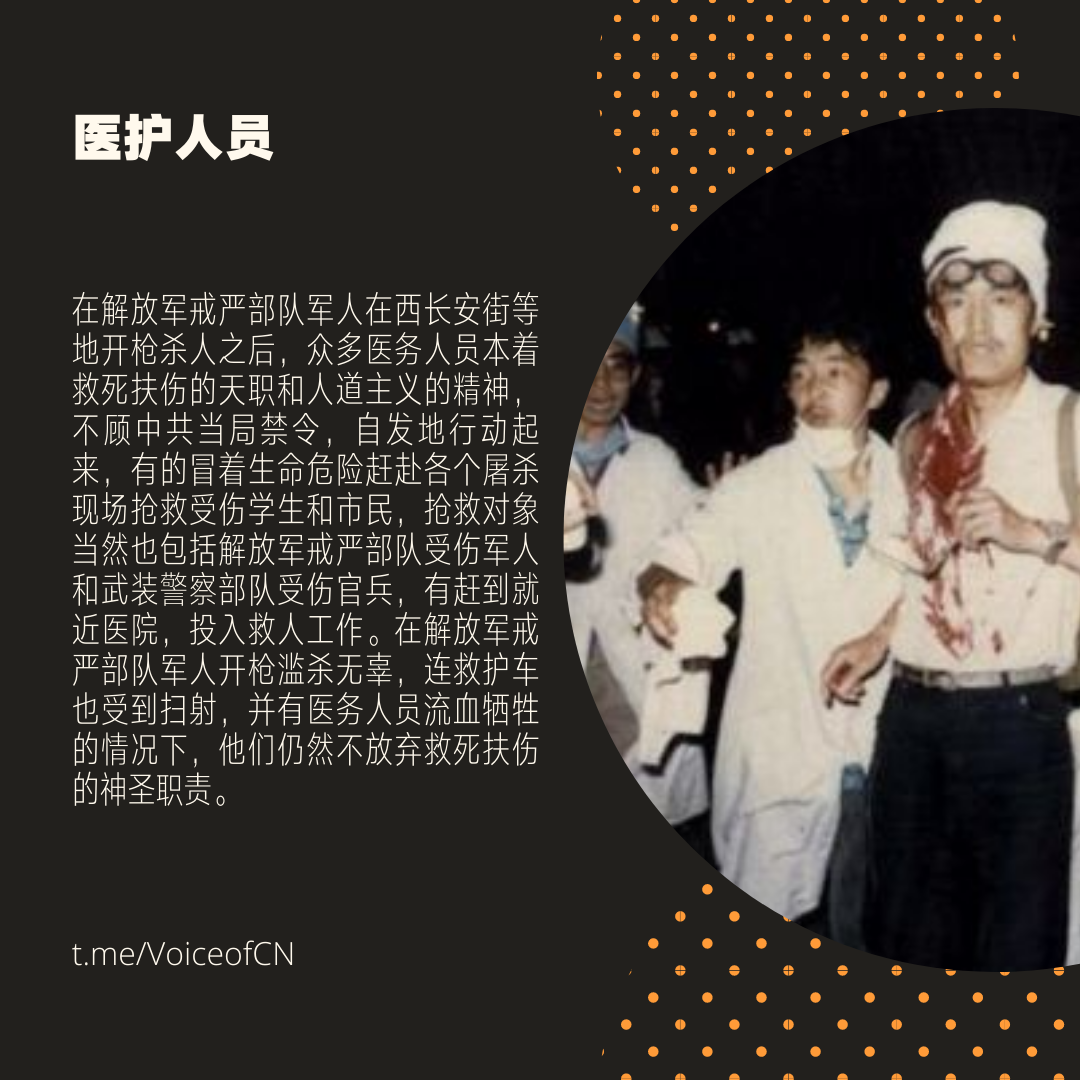 医护人员
在解放军戒严部队军人在西长安街等
地开枪杀人之后，众多医务人员本着
救死扶伤的天职和人道主义的精神，
不顾中共当局禁令，自发地行动起
来，有的冒着生命危险赶赴各个屠杀
现场抢救受伤学生和市民，抢救对象
当然也包括解放军戒严部队受伤军人
和武装警察部队受伤官兵，有赶到就
近医院，投入救人工作。在解放军戒
严部队军人开枪滥杀无辜，连救护车
也受到扫射，并有医务人员流血牺牲
的情况下，他们仍然不放弃救死扶伤
的神圣职责。
t.me/VoiceofCN